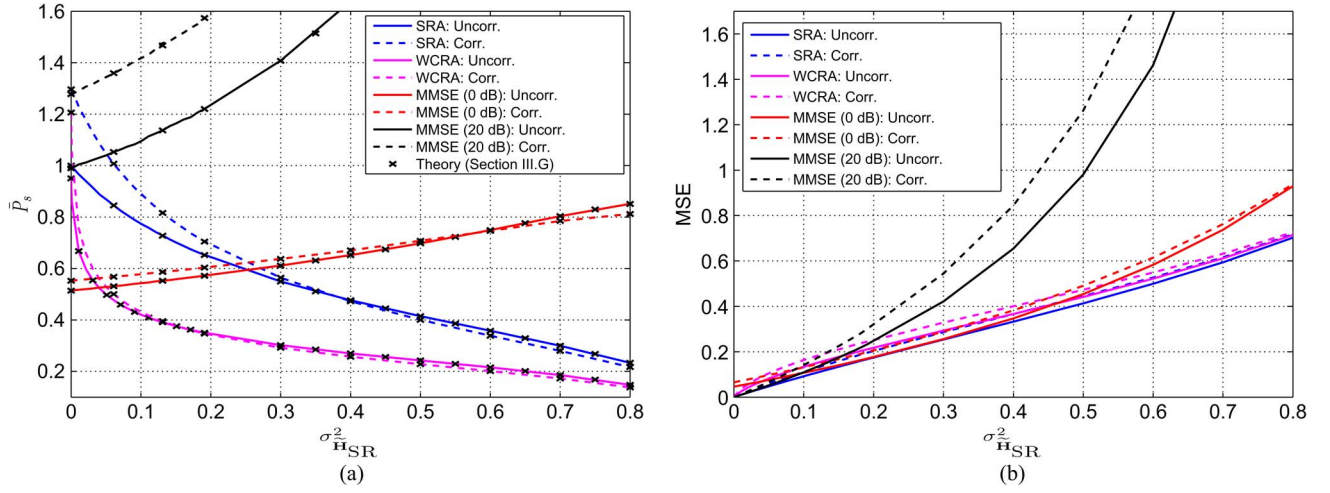 1.6
1.4
1.2
1
0.8
0.6
0.4
0.2
P̄s
SRA: Uncorr.
SRA: Corr.
WCRA: Uncorr.
WCRA: Corr.
MMSE (0 dB): Uncorr.
MMSE (0 dB): Corr.
MMSE (20 dB): Uncorr.
MMSE (20 dB): Corr.
Theory (Section III.G)
0 0.1 0.2 0.3 0.4 0.5 0.6 0.7 0.8
σ²H̃SR
(a)
1.6
1.4
1.2
1
0.8
0.6
0.4
0.2
0
MSE
SRA: Uncorr.
SRA: Corr.
WCRA: Uncorr.
WCRA: Corr.
MMSE (0 dB): Uncorr.
MMSE (0 dB): Corr.
MMSE (20 dB): Uncorr.
MMSE (20 dB): Corr.
0 0.1 0.2 0.3 0.4 0.5 0.6 0.7 0.8
σ²H̃SR
(b)